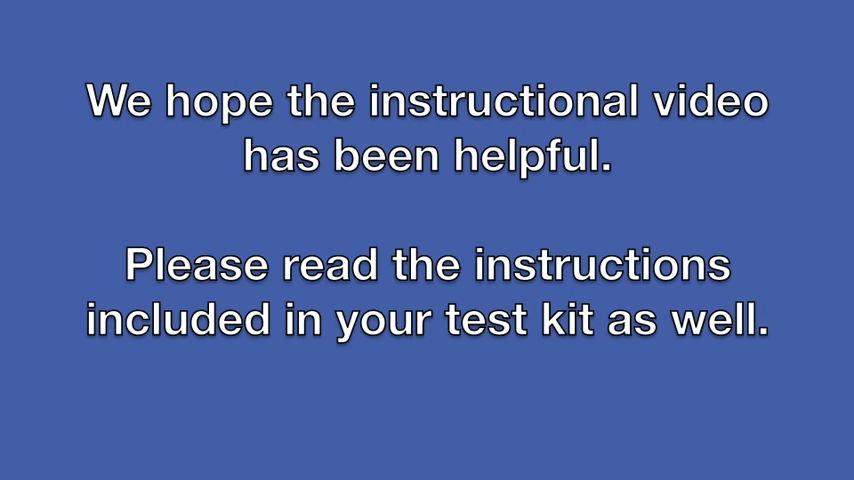 We hope the instructional video
has been helpful.
Please read the instructions
included in your test kit as well.